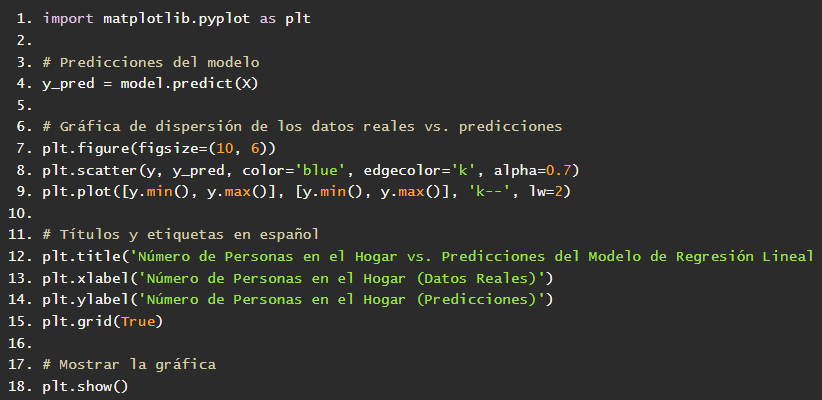 1. import matplotlib.pyplot as plt
2.
3. # Predicciones del modelo
4. y_pred = model.predict(X)
5.
6. # Gráfica de dispersión de los datos reales vs. predicciones
7. plt.figure(figsize=(10, 6))
8. plt.scatter(y, y_pred, color='blue', edgecolor='k', alpha=0.7)
9. plt.plot([y.min(), y.max()], [y.min(), y.max()], 'k--', lw=2)
10.
11. # Títulos y etiquetas en español
12. plt.title('Número de Personas en el Hogar vs. Predicciones del Modelo de Regresión Lineal
13. plt.xlabel('Número de Personas en el Hogar (Datos Reales)')
14. plt.ylabel('Número de Personas en el Hogar (Predicciones)')
15. plt.grid(True)
16.
17. # Mostrar la gráfica
18. plt.show()